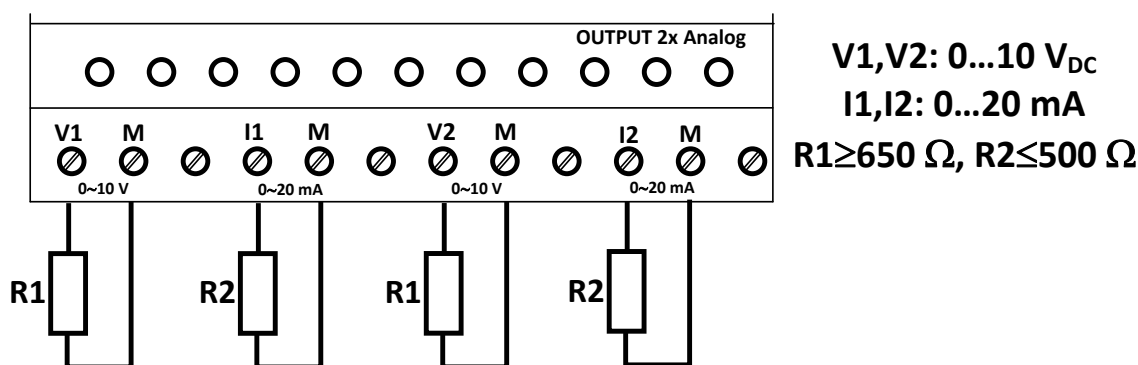 OUTPUT 2x Analog
V1 M I1 M V2 M I2 M
0~10 V 0~20 mA 0~10 V 0~20 mA
R1 R2 R1 R2
V1,V2: 0...10 VDC
I1,I2: 0...20 mA
R1≥650 Ω, R2≤500 Ω